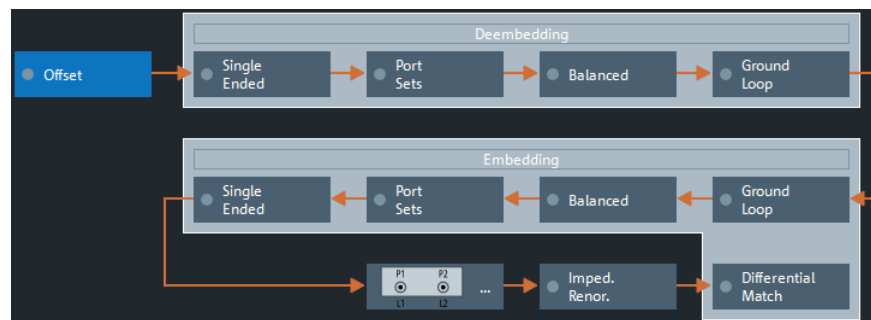 Deembedding
Offset
Single
Ended
Port
Sets
Balanced
Ground
Loop
Embedding
Single
Ended
Port
Sets
Balanced
Ground
Loop
P1 P2
L1 L2
...
Imped.
Renor.
Differential
Match